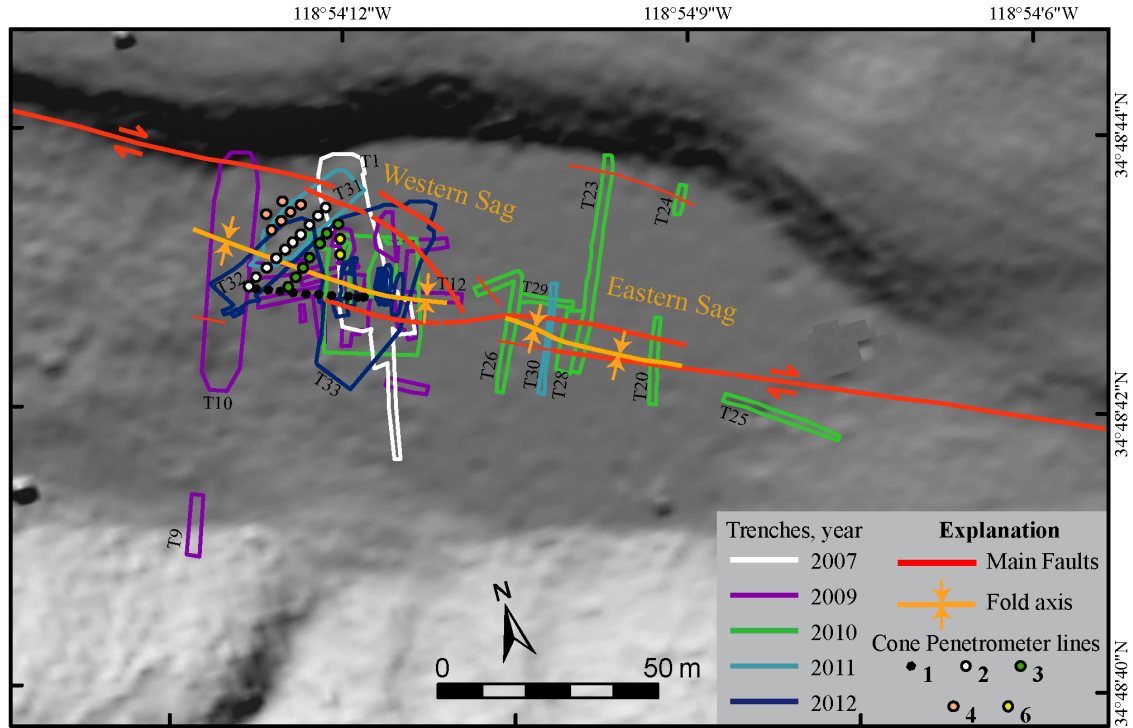 118°54'12"W
118°54'9"W
118°54'6"W
34°48'44"N
34°48'42"N
34°48'40"N
T1
T31
Western Sag
T23
T24
T32
T12
T29
Eastern Sag
T33
T10
T26
T30
T28
T20
T25
T9
N
0
50 m
Trenches, year
2007
2009
2010
2011
2012
Explanation
Main Faults
Fold axis
Cone Penetrometer lines
1
2
3
4
6